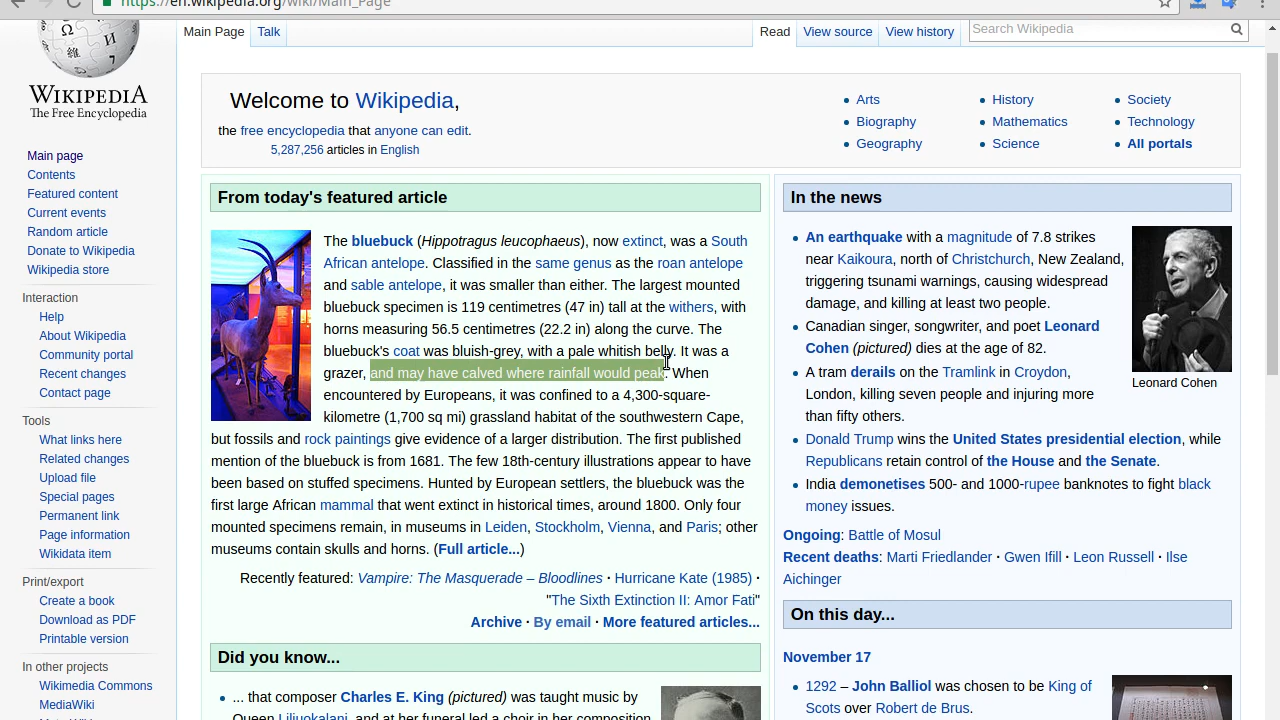 https://en.wikipedia.org/wiki/Main_Page
WIKIPEDIA
The Free Encyclopedia
Main page
Contents
Featured content
Current events
Random article
Donate to Wikipedia
Wikipedia store
Interaction
Help
About Wikipedia
Community portal
Recent changes
Contact page
Tools
What links here
Related changes
Upload file
Special pages
Permanent link
Page information
Wikidata item
Print/export
Create a book
Download as PDF
Printable version
In other projects
Wikimedia Commons
MediaWiki
Main Page
Talk
Read
View source
View history
Search Wikipedia
Welcome to Wikipedia,
the free encyclopedia that anyone can edit.
5,287,256 articles in English
Arts
Biography
Geography
History
Mathematics
Science
Society
Technology
All portals
From today's featured article
The bluebuck (Hippotragus leucophaeus), now extinct, was a South
African antelope. Classified in the same genus as the roan antelope
and sable antelope, it was smaller than either. The largest mounted
bluebuck specimen is 119 centimetres (47 in) tall at the withers, with
horns measuring 56.5 centimetres (22.2 in) along the curve. The
bluebuck's coat was bluish-grey, with a pale whitish belly. It was a
grazer, and may have calved where rainfall would peak. When
encountered by Europeans, it was confined to a 4,300-square-
kilometre (1,700 sq mi) grassland habitat of the southwestern Cape,
but fossils and rock paintings give evidence of a larger distribution. The first published
mention of the bluebuck is from 1681. The few 18th-century illustrations appear to have
been based on stuffed specimens. Hunted by European settlers, the bluebuck was the
first large African mammal that went extinct in historical times, around 1800. Only four
mounted specimens remain, in museums in Leiden, Stockholm, Vienna, and Paris; other
museums contain skulls and horns. (Full article...)
Recently featured: Vampire: The Masquerade – Bloodlines · Hurricane Kate (1985) ·
"The Sixth Extinction II: Amor Fati"
Archive · By email · More featured articles...
Did you know...
... that composer Charles E. King (pictured) was taught music by
Queen Liliuokalani, and at her funeral led a choir in her composition
In the news
An earthquake with a magnitude of 7.8 strikes
near Kaikoura, north of Christchurch, New Zealand,
triggering tsunami warnings, causing widespread
damage, and killing at least two people.
Canadian singer, songwriter, and poet Leonard
Cohen (pictured) dies at the age of 82.
A tram derails on the Tramlink in Croydon,
London, killing seven people and injuring more
than fifty others.
Donald Trump wins the United States presidential election, while
Republicans retain control of the House and the Senate.
India demonetises 500- and 1000-rupee banknotes to fight black
money issues.
Leonard Cohen
Ongoing: Battle of Mosul
Recent deaths: Marti Friedlander · Gwen Ifill · Leon Russell · Ilse
Aichinger
On this day...
November 17
1292 – John Balliol was chosen to be King of
Scots over Robert de Brus.